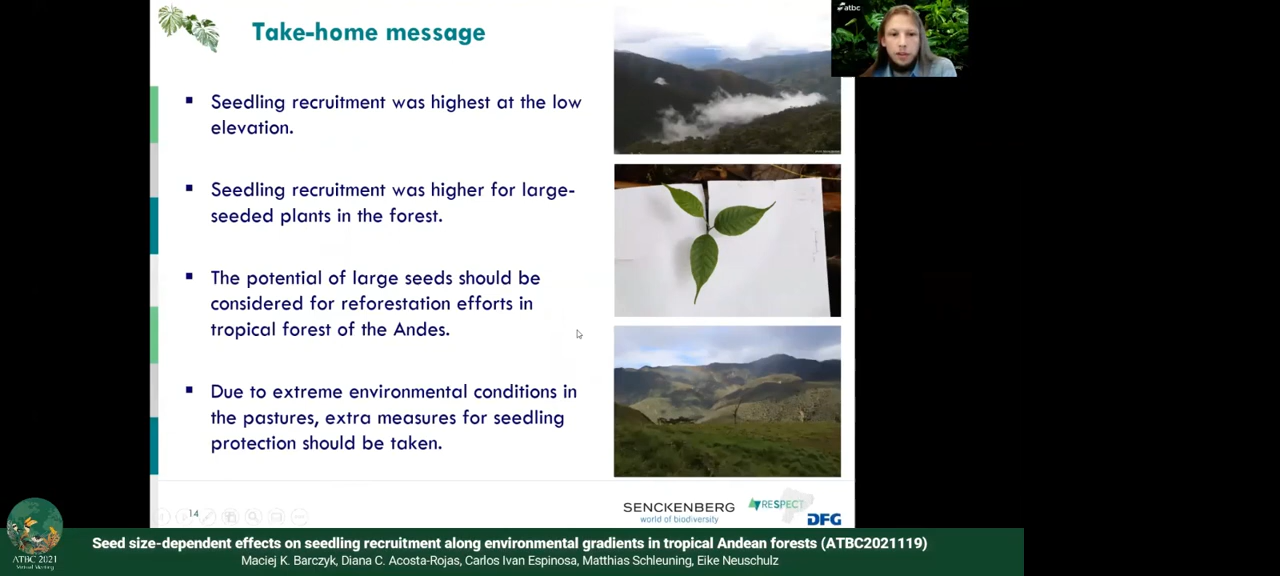 Take-home message
atbc
▪ Seedling recruitment was highest at the low
elevation.
▪ Seedling recruitment was higher for large-
seeded plants in the forest.
▪ The potential of large seeds should be
considered for reforestation efforts in
tropical forest of the Andes.
▪ Due to extreme environmental conditions in
the pastures, extra measures for seedling
protection should be taken.
14
SENCKENBERG
world of biodiversity
RESPECT
DFG
ATBC 2021
Seed size-dependent effects on seedling recruitment along environmental gradients in tropical Andean forests (ATBC2021119)
Maciej K. Barczyk, Diana C. Acosta-Rojas, Carlos Ivan Espinosa, Matthias Schleuning, Eike Neuschulz